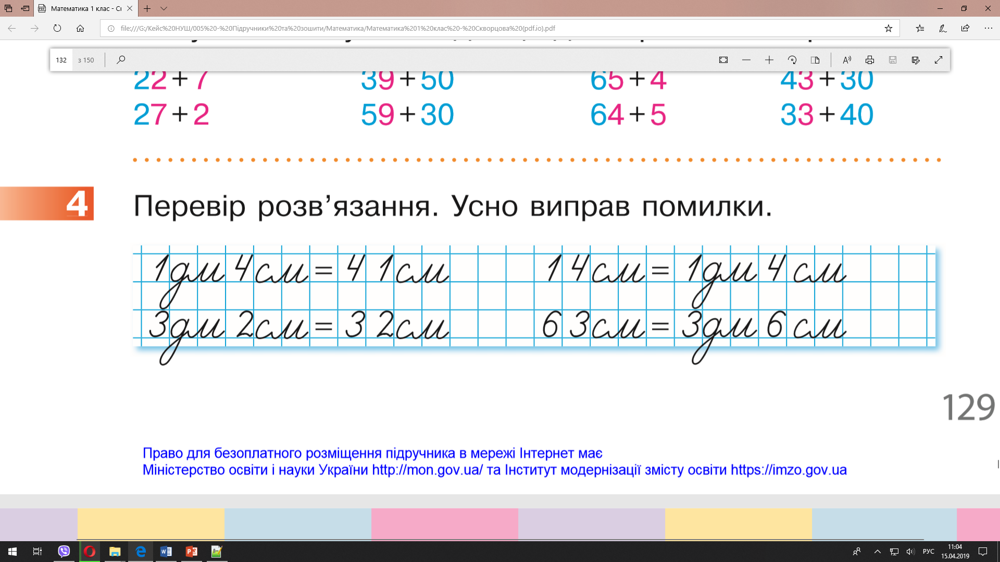 Математика 1 клас - Ск
file:///G:/Кейс%20НУШ/005%20-%20Підручники%20та%20зошити/Математика/Математика%201%20клас%20-%20Скворцова%20(pdf.io).pdf
132 з 150
22+7 39+50 65+4 43+30
27+2 59+30 64+5 33+40
4 Перевір розв’язання. Усно виправ помилки.
1дм 4см = 41см 14см = 1дм 4см
3дм 2см = 32см 63см = 3дм 6см
129
Право для безоплатного розміщення підручника в мережі Інтернет має
Міністерство освіти і науки України http://mon.gov.ua/ та Інститут модернізації змісту освіти https://imzo.gov.ua
РУС
11:04
15.04.2019